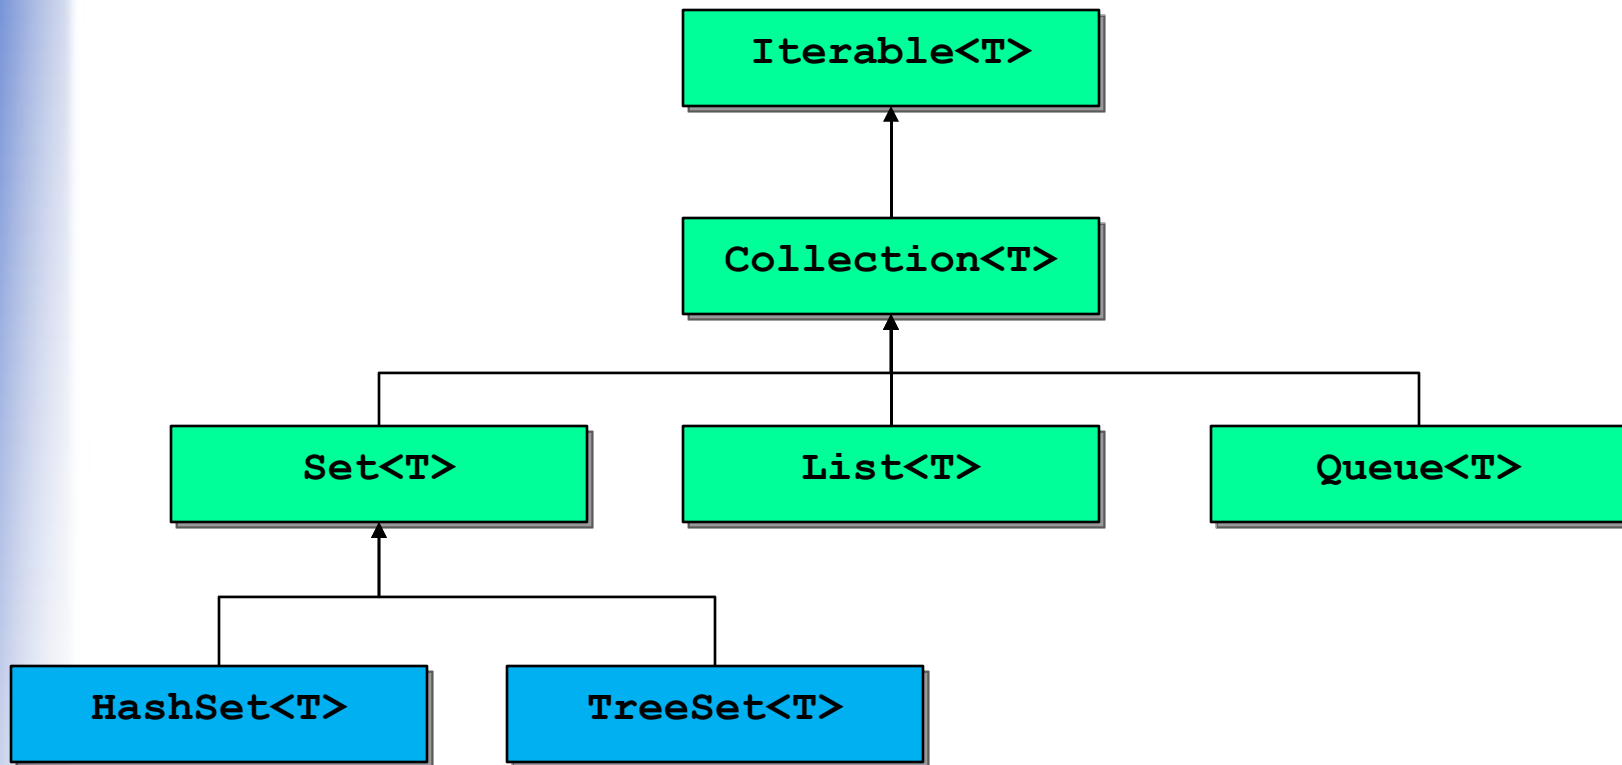 Iterable<T>
Collection<T>
Set<T>
List<T>
Queue<T>
HashSet<T>
TreeSet<T>